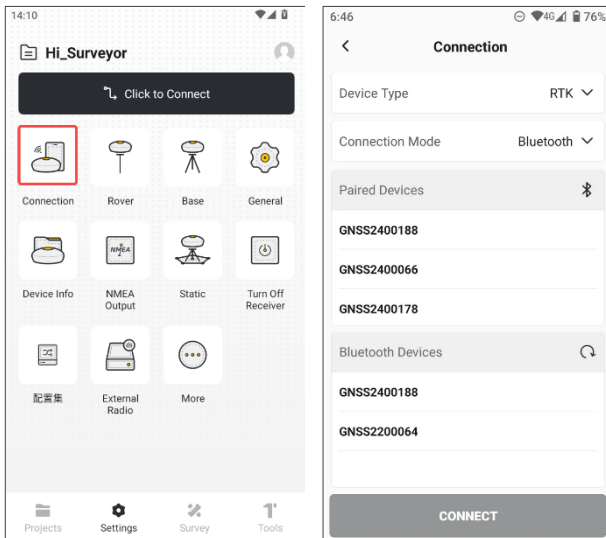 14:10
Hi_Surveyor
Click to Connect
Connection
Rover
Base
General
NMEA
Device Info
NMEA
Output
Static
Turn Off
Receiver
配置集
External
Radio
More
Projects
Settings
Survey
Tools
6:46
4G
76%
Connection
Device Type
RTK
Connection Mode
Bluetooth
Paired Devices
GNSS2400188
GNSS2400066
GNSS2400178
Bluetooth Devices
GNSS2400188
GNSS2200064
CONNECT